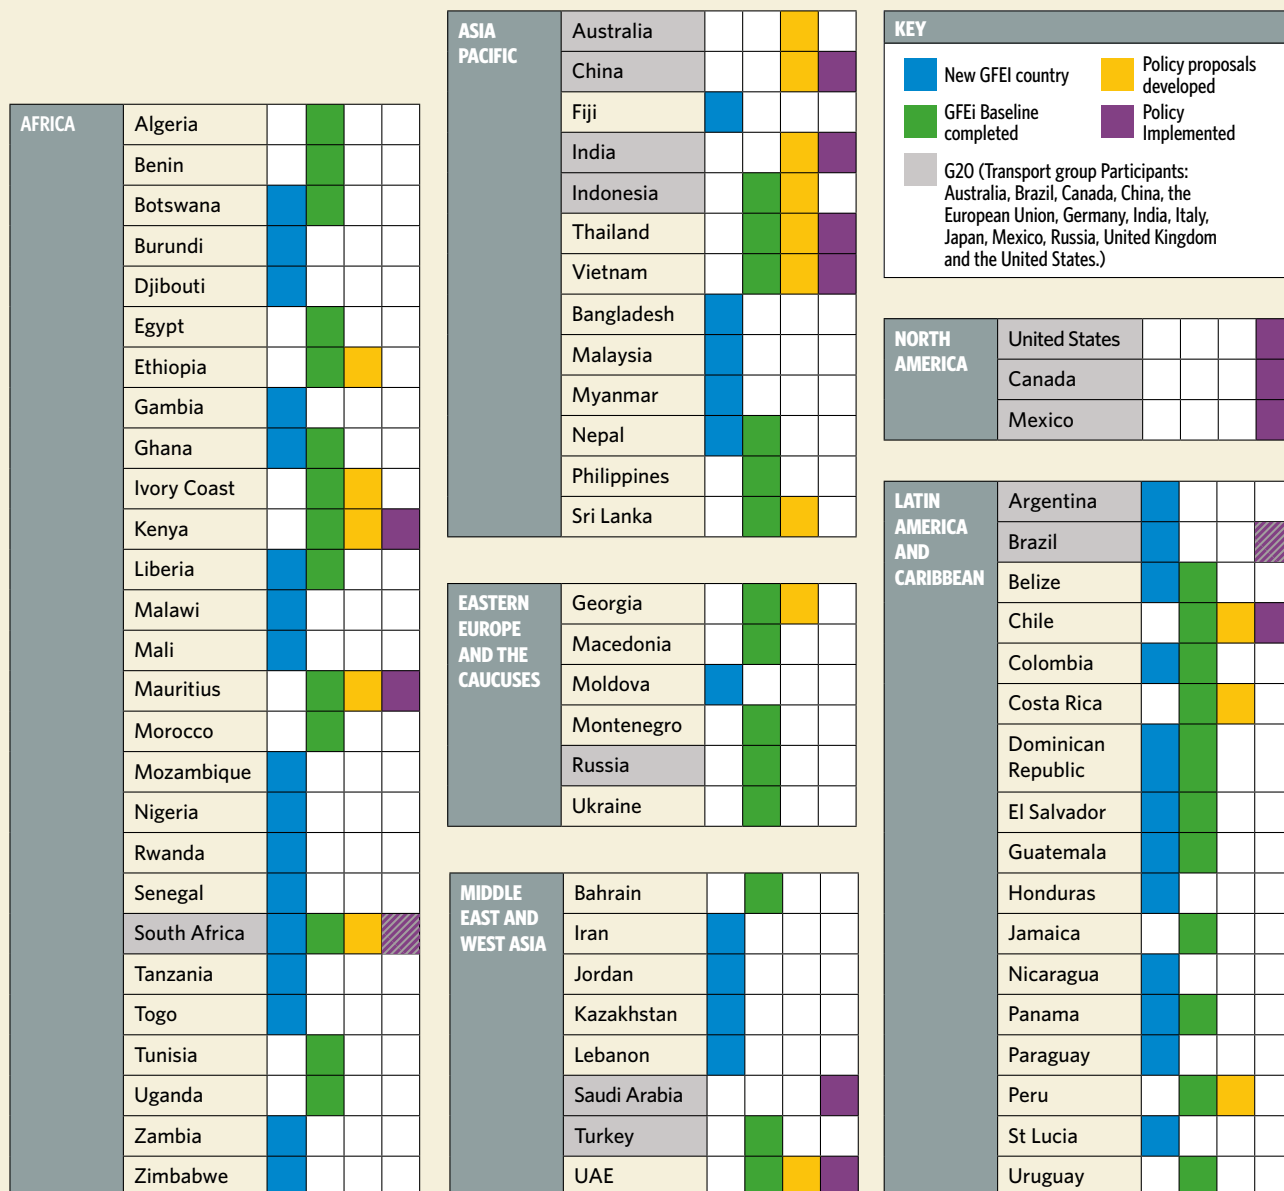 AFRICA
Algeria
Benin
Botswana
Burundi
Djibouti
Egypt
Ethiopia
Gambia
Ghana
Ivory Coast
Kenya
Liberia
Malawi
Mali
Mauritius
Morocco
Mozambique
Nigeria
Rwanda
Senegal
South Africa
Tanzania
Togo
Tunisia
Uganda
Zambia
Zimbabwe
ASIA
PACIFIC
Australia
China
Fiji
India
Indonesia
Thailand
Vietnam
Bangladesh
Malaysia
Myanmar
Nepal
Philippines
Sri Lanka
EASTERN
EUROPE
AND THE
CAUCUSES
Georgia
Macedonia
Moldova
Montenegro
Russia
Ukraine
MIDDLE
EAST AND
WEST ASIA
Bahrain
Iran
Jordan
Kazakhstan
Lebanon
Saudi Arabia
Turkey
UAE
KEY
New GFEI country
Policy proposals
developed
GFEi Baseline
completed
Policy
Implemented
G20 (Transport group Participants:
Australia, Brazil, Canada, China, the
European Union, Germany, India, Italy,
Japan, Mexico, Russia, United Kingdom
and the United States.)
NORTH
AMERICA
United States
Canada
Mexico
LATIN
AMERICA
AND
CARIBBEAN
Argentina
Brazil
Belize
Chile
Colombia
Costa Rica
Dominican
Republic
El Salvador
Guatemala
Honduras
Jamaica
Nicaragua
Panama
Paraguay
Peru
St Lucia
Uruguay